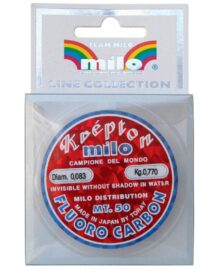 TEAM MILO
milo
LINE COLLECTION
Krépton
milo
CAMPIONE DEL MONDO
Diam. 0,083
Kg.0,770
INVISIBLE WITHOUT SHADOW IN WATER
MILO DISTRIBUTION
MT. 50
MADE IN JAPAN BY TORAY
FLUORO CARBON